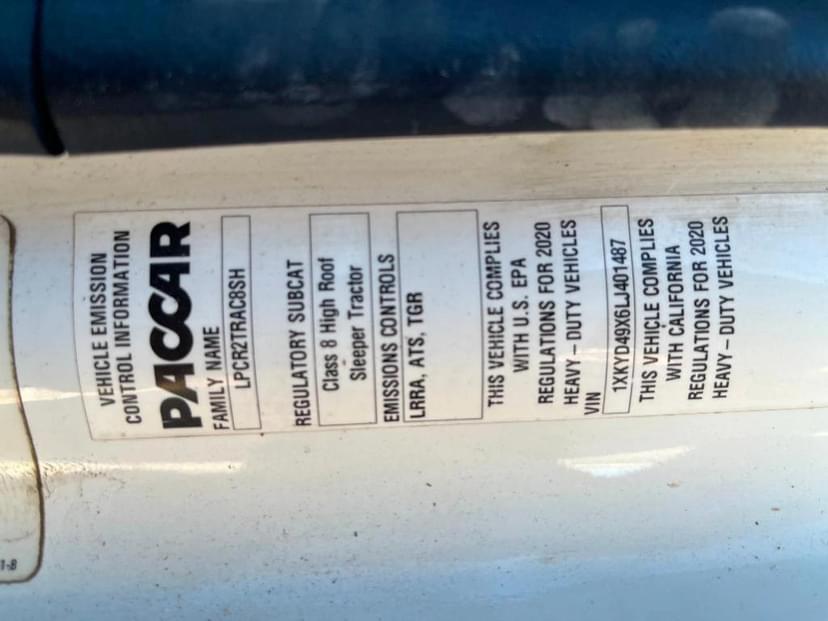 VEHICLE EMISSION
CONTROL INFORMATION
PACCAR
FAMILY NAME
LPCR2TRAC8SH
REGULATORY SUBCAT
Class 8 High Roof
Sleeper Tractor
EMISSIONS CONTROLS
LRRA, ATS, TGR
THIS VEHICLE COMPLIES
WITH U.S. EPA
REGULATIONS FOR 2020
HEAVY – DUTY VEHICLES
VIN
1XKYD49X6LJ401487
THIS VEHICLE COMPLIES
WITH CALIFORNIA
REGULATIONS FOR 2020
HEAVY – DUTY VEHICLES